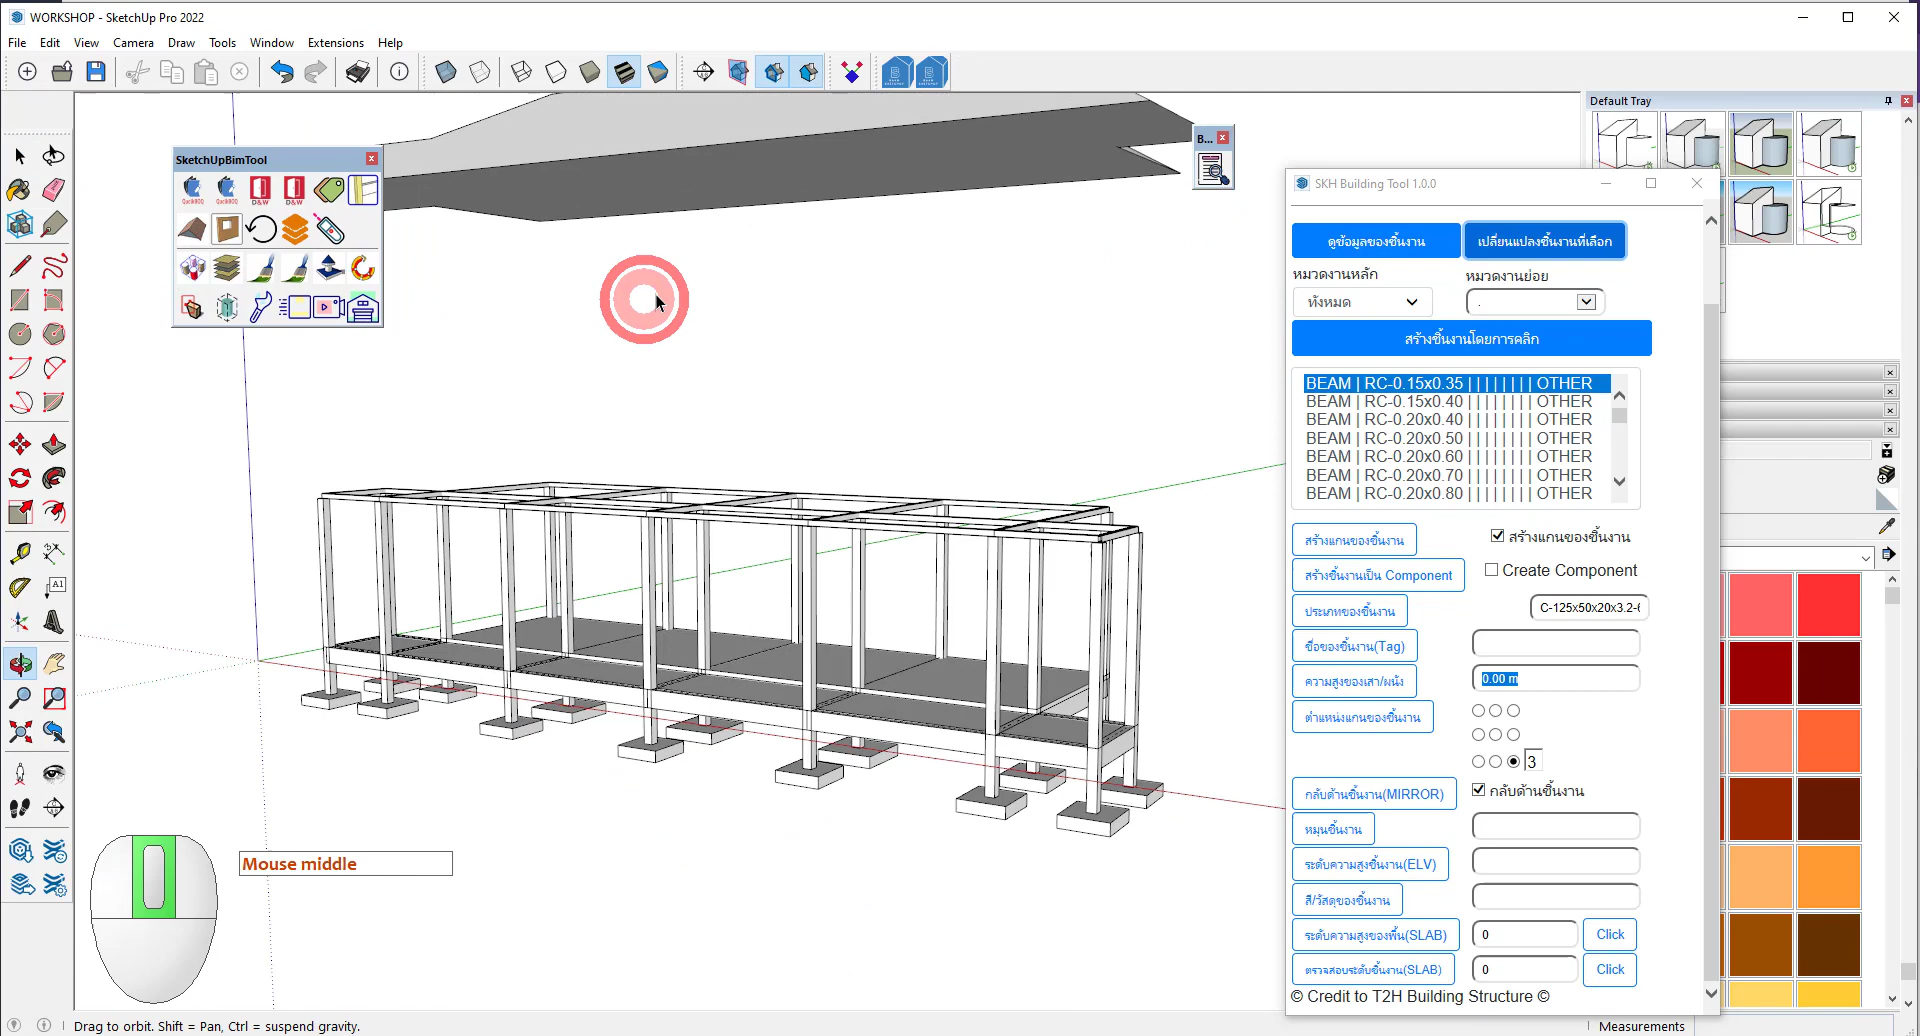 WORKSHOP - SketchUp Pro 2022
File Edit View Camera Draw Tools Window Extensions Help
Default Tray
SketchUpBimTool
B...
SKH Building Tool 1.0.0
ดูข้อมูลของชิ้นงาน
เปลี่ยนแปลงชิ้นงานที่เลือก
หมวดงานหลัก
หมวดงานย่อย
ทั้งหมด
.
สร้างชิ้นงานโดยการคลิก
BEAM | RC-0.15x0.35 | | | | | | | | OTHER
BEAM | RC-0.15x0.40 | | | | | | | | OTHER
BEAM | RC-0.20x0.40 | | | | | | | | OTHER
BEAM | RC-0.20x0.50 | | | | | | | | OTHER
BEAM | RC-0.20x0.60 | | | | | | | | OTHER
BEAM | RC-0.20x0.70 | | | | | | | | OTHER
BEAM | RC-0.20x0.80 | | | | | | | | OTHER
สร้างแกนของชิ้นงาน
สร้างแกนของชิ้นงาน
สร้างชิ้นงานเป็น Component
Create Component
ประเภทของชิ้นงาน
C-125x50x20x3.2-6
ชื่อของชิ้นงาน(Tag)
ความสูงของเสา/ผนัง
0.00 m
ตำแหน่งแกนของชิ้นงาน
3
กลับด้านชิ้นงาน(MIRROR)
กลับด้านชิ้นงาน
หมุนชิ้นงาน
ระดับความสูงชิ้นงาน(ELV)
สี/วัสดุของชิ้นงาน
ระดับความสูงของพื้น(SLAB)
0
Click
ตรวจสอบระดับชิ้นงาน(SLAB)
0
Click
© Credit to T2H Building Structure ©
Mouse middle
Drag to orbit. Shift = Pan, Ctrl = suspend gravity.
Measurements